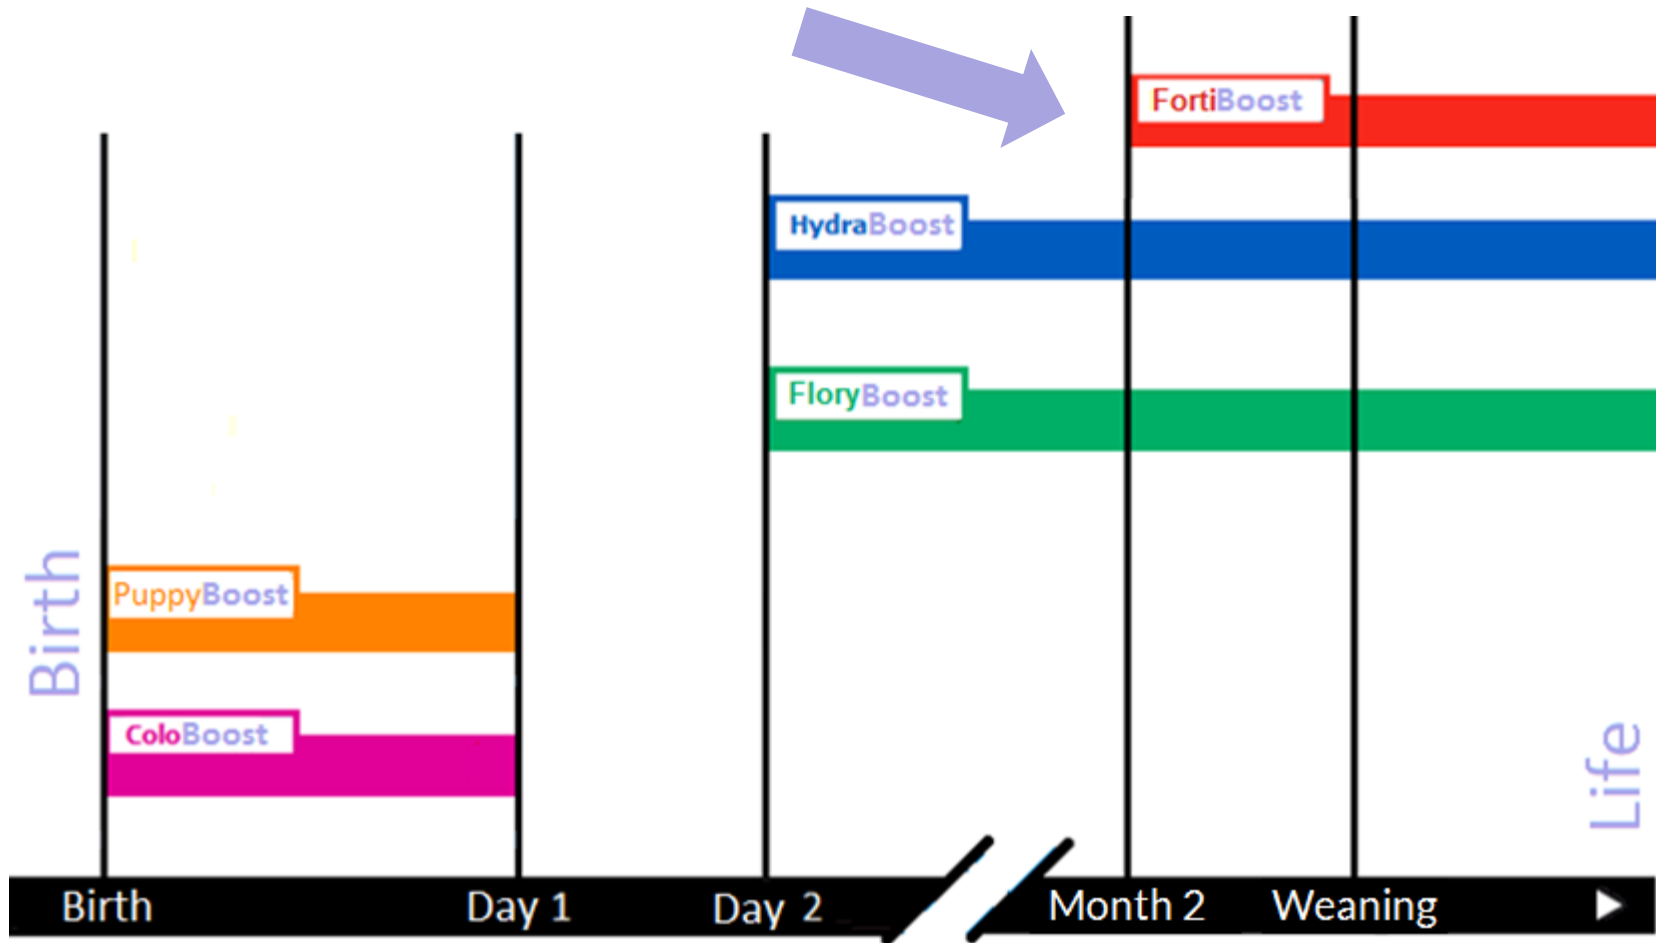 FortiBoost
HydraBoost
FloryBoost
PuppyBoost
ColoBoost
Birth
Life
Birth Day 1 Day 2 Month 2 Weaning